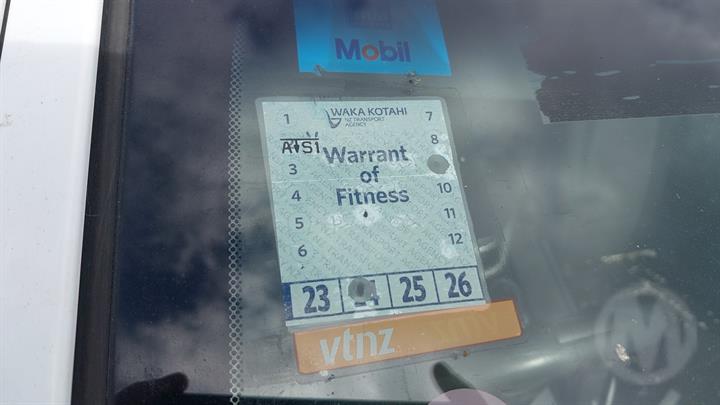 Mobil
WAKA KOTAHI
NZ TRANSPORT
AGENCY
1 7
8
3
4 10
5 11
6 12
Warrant
of
Fitness
23 24 25 26
vtnz
M